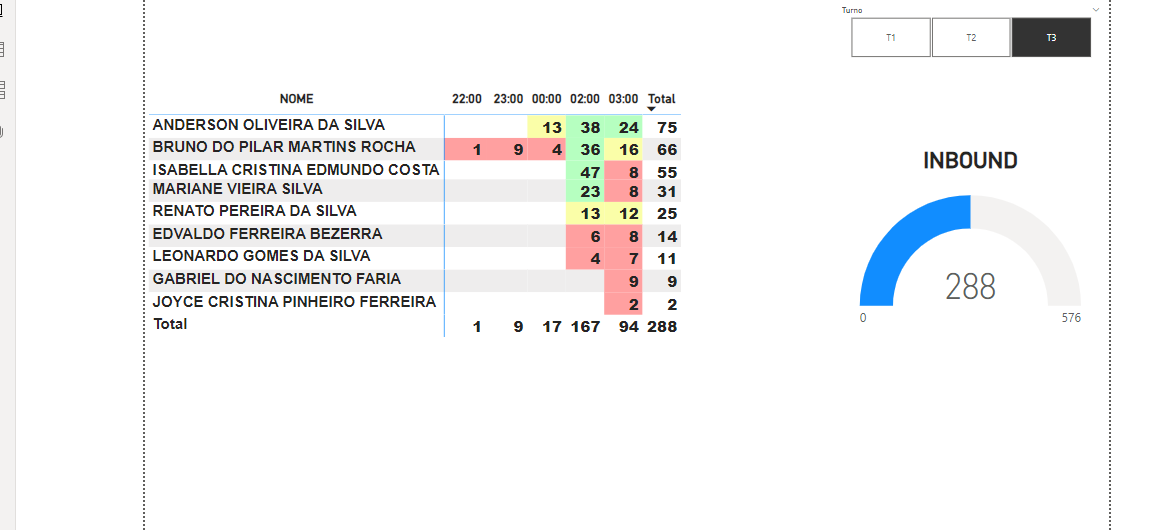 Turno
T1 T2 T3
NOME 22:00 23:00 00:00 02:00 03:00 Total
ANDERSON OLIVEIRA DA SILVA 13 38 24 75
BRUNO DO PILAR MARTINS ROCHA 1 9 4 36 16 66
ISABELLA CRISTINA EDMUNDO COSTA 47 8 55
MARIANE VIEIRA SILVA 23 8 31
RENATO PEREIRA DA SILVA 13 12 25
EDVALDO FERREIRA BEZERRA 6 8 14
LEONARDO GOMES DA SILVA 4 7 11
GABRIEL DO NASCIMENTO FARIA 9 9
JOYCE CRISTINA PINHEIRO FERREIRA 2 2
Total 1 9 17 167 94 288
INBOUND
288
0 576